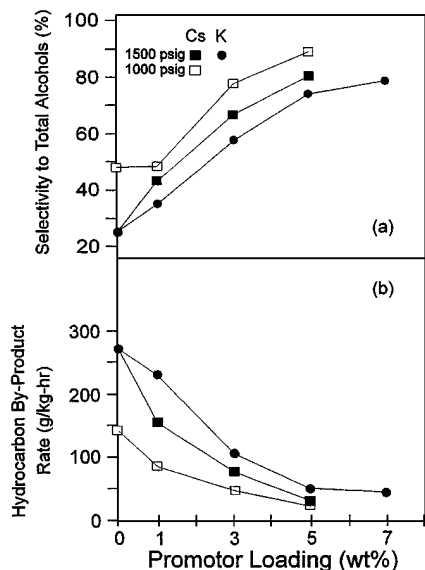 Selectivity to Total Alcohols (%)
100
80
60
40
20
Cs K
1500 psig
1000 psig
(a)
Hydrocarbon By-Product
Rate (g/kg-hr)
300
200
100
0
(b)
0 1 3 5 7
Promotor Loading (wt%)